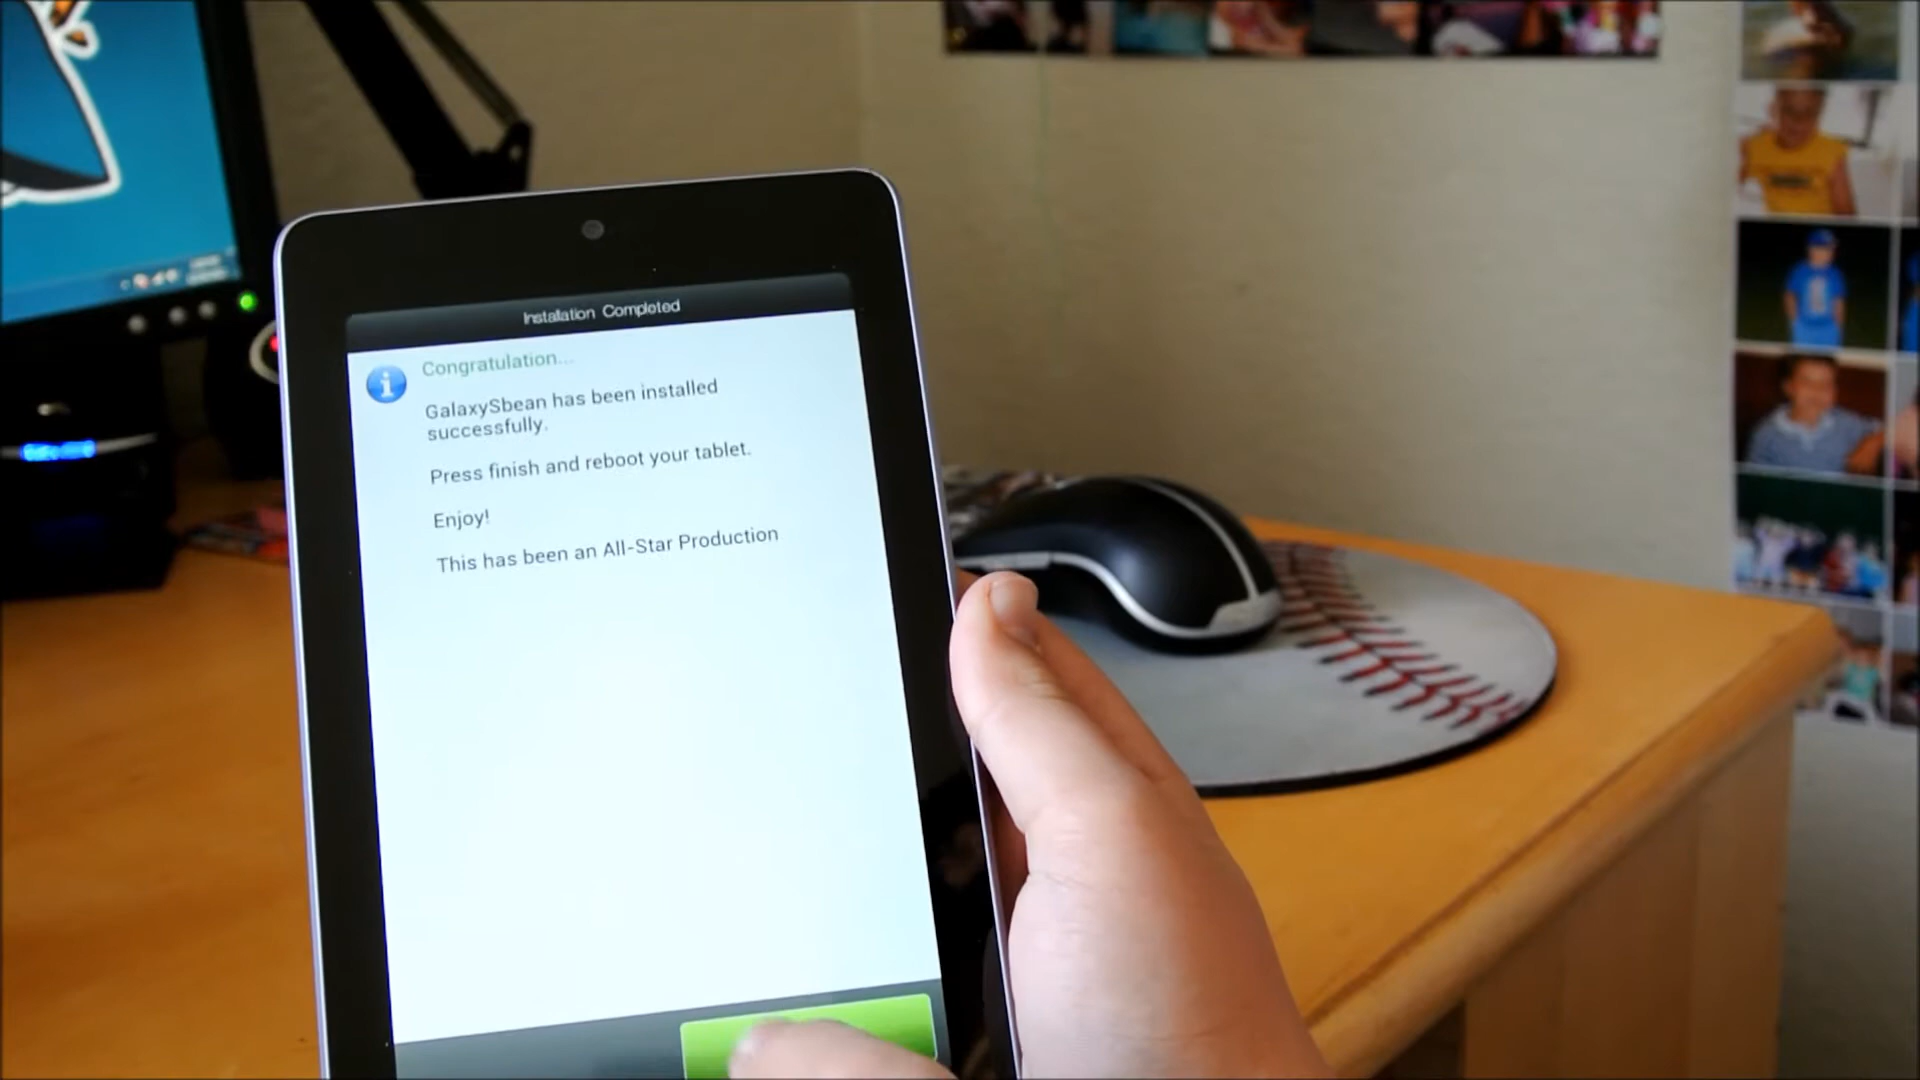 Installation Completed
Congratulation...
GalaxySbean has been installed
successfully.
Press finish and reboot your tablet.
Enjoy!
This has been an All-Star Production